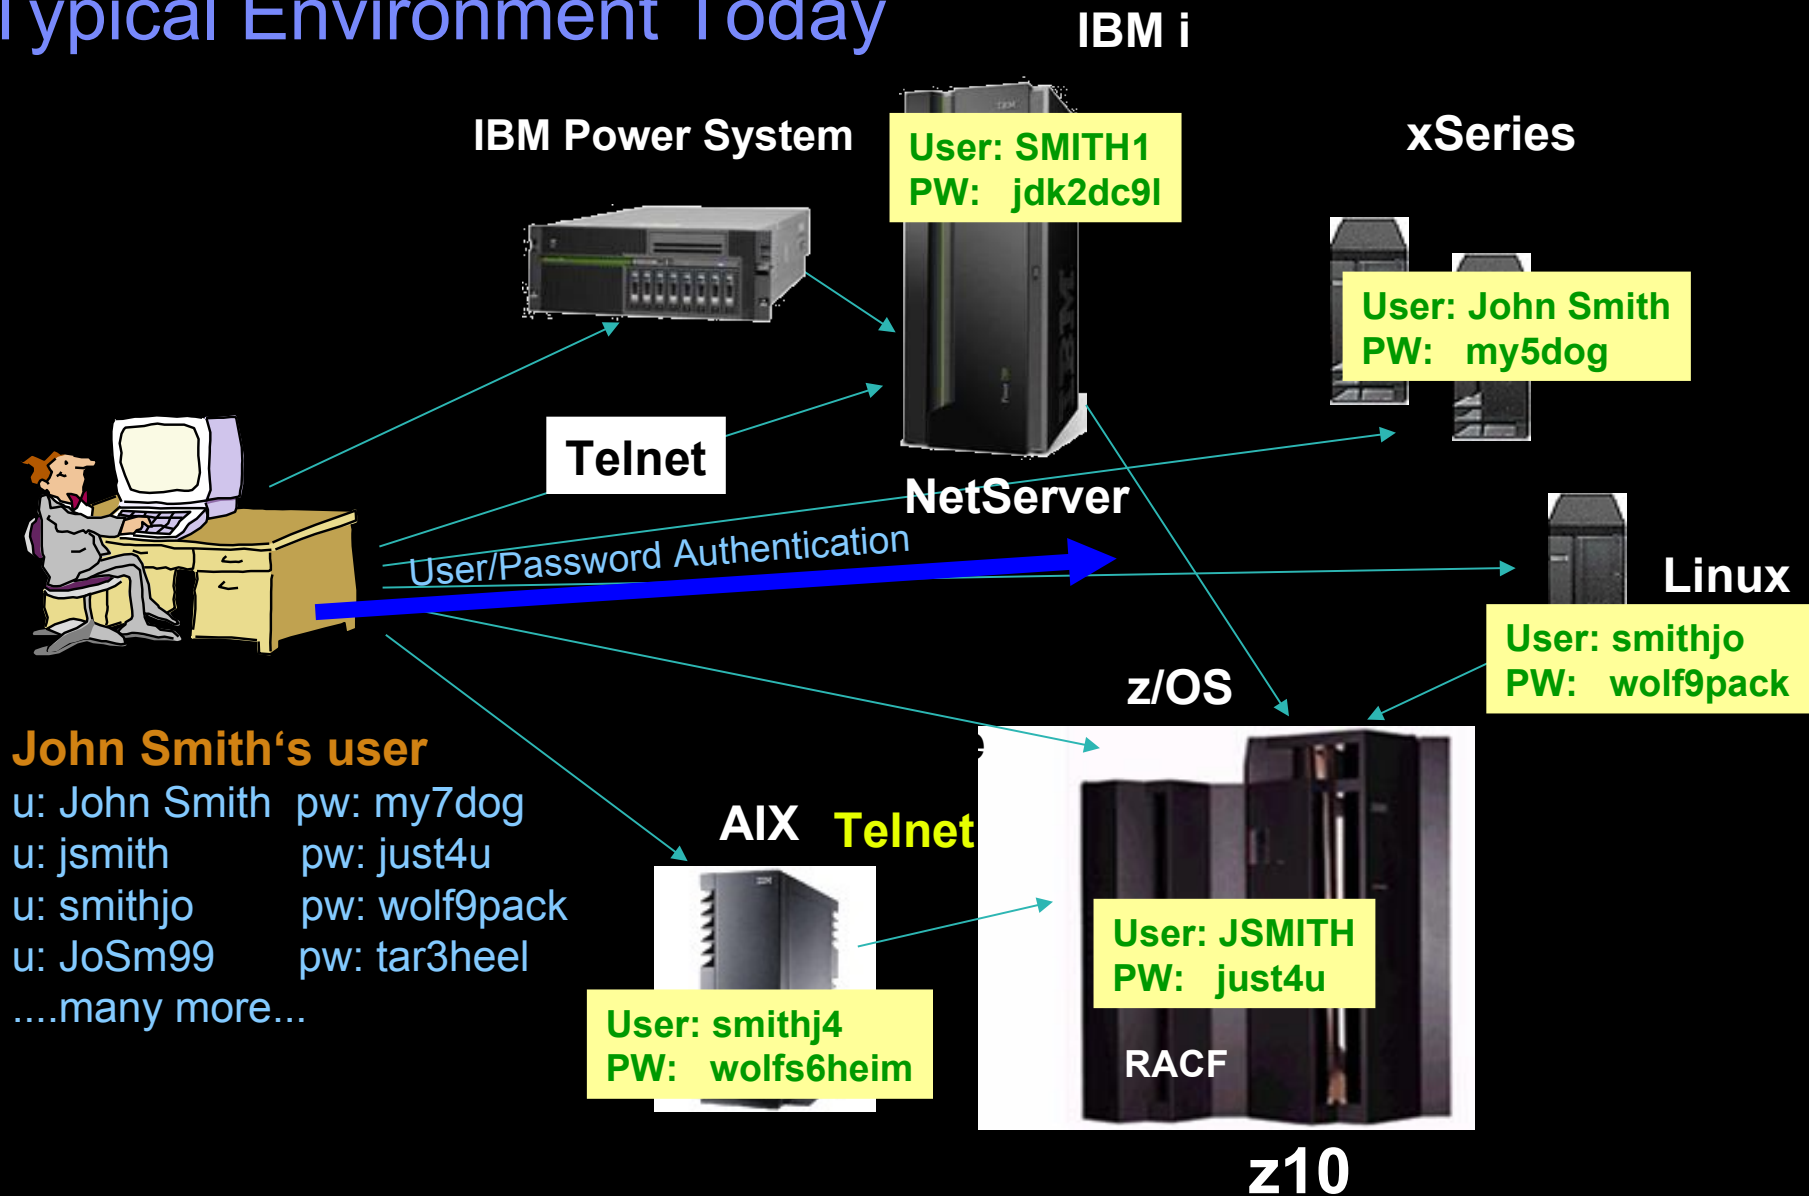 Typical Environment Today
IBM i
IBM Power System
User: SMITH1
PW: jdk2dc9l
xSeries
User: John Smith
PW: my5dog
Telnet
NetServer
User/Password Authentication
Linux
User: smithjo
PW: wolf9pack
z/OS
John Smith‘s user
u: John Smith pw: my7dog
u: jsmith pw: just4u
u: smithjo pw: wolf9pack
u: JoSm99 pw: tar3heel
....many more...
AIX
Telnet
e
User: JSMITH
PW: just4u
User: smithj4
PW: wolfs6heim
RACF
z10
IBM